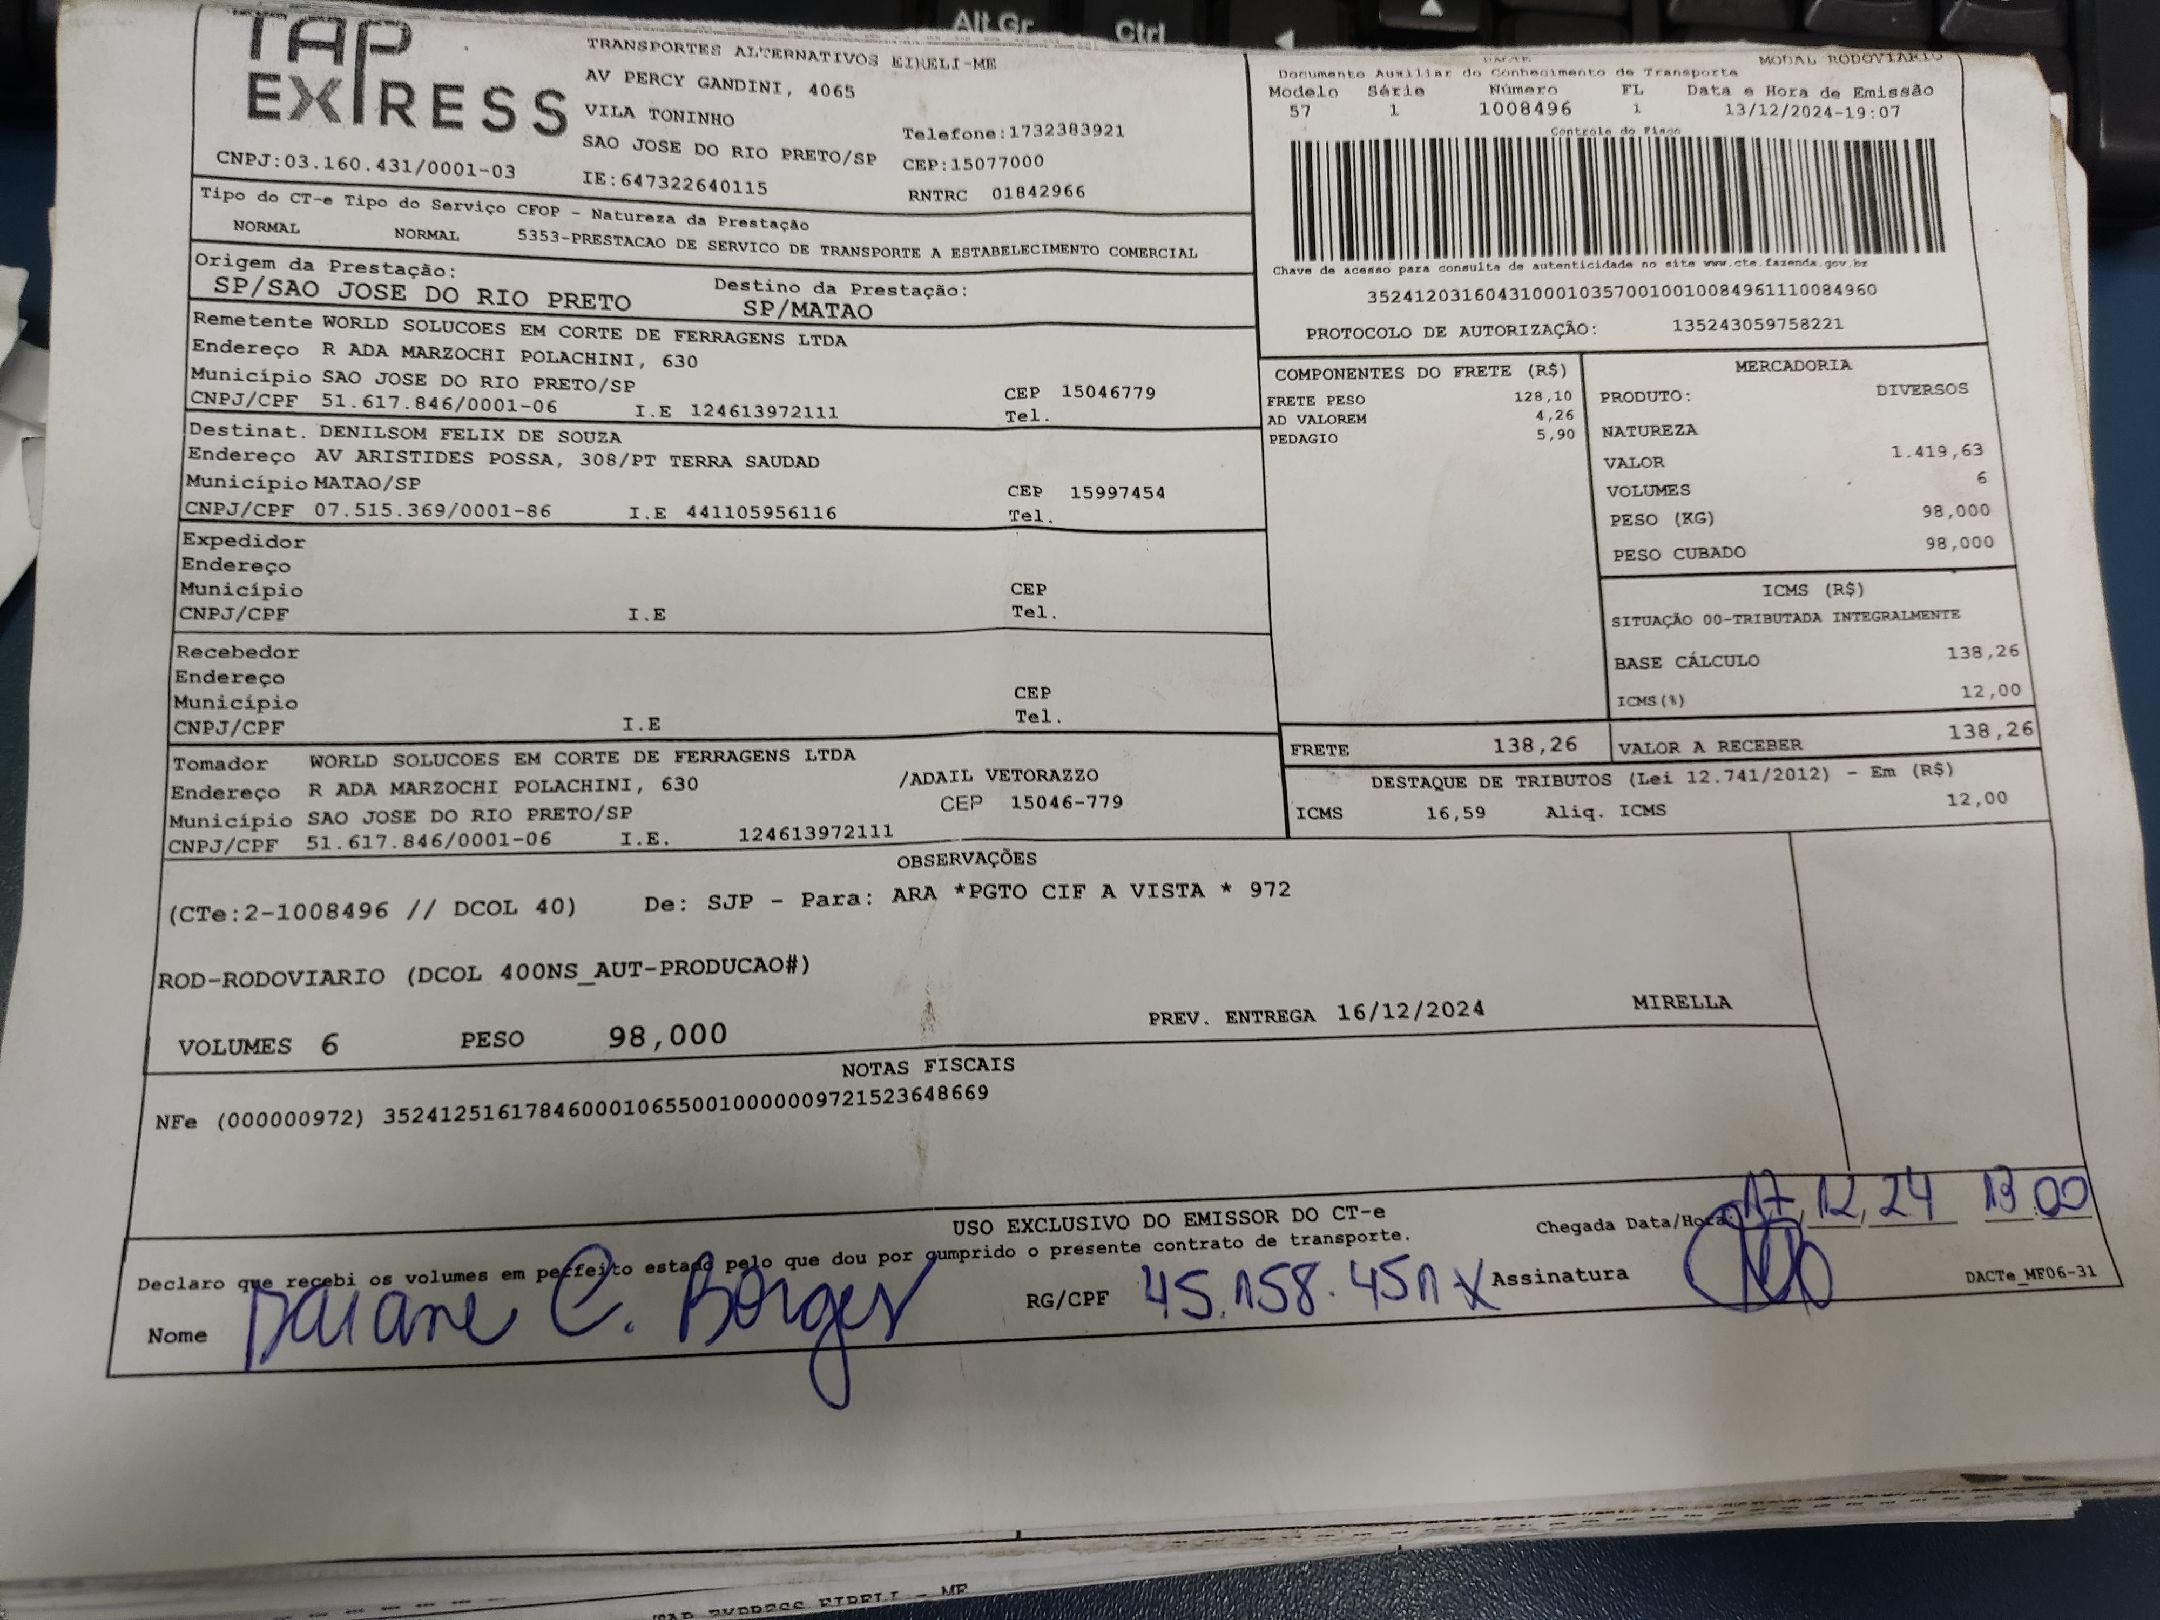 Alt Gr
Ctrl
TAP
EXPRESS
TRANSPORTES ALTERNATIVOS EIRELI-ME
AV PERCY GANDINI, 4065
VILA TONINHO
SAO JOSE DO RIO PRETO/SP
Telefone:1732383921
CEP:15077000
CNPJ:03.160.431/0001-03
IE:647322640115
RNTRC 01842966
MODAL RODOVIARIO
Documento Auxiliar do Conhecimento de Transporte
Modelo Série Número FL Data e Hora de Emissão
57 1 1008496 1 13/12/2024-19:07
Controle do Fisco
Chave de acesso para consulta de autenticidade no site www.cte.fazenda.gov.br
35241203160431000103570010010084961110084960
PROTOCOLO DE AUTORIZAÇÃO: 135243059758221
Tipo do CT-e Tipo do Serviço CFOP - Natureza da Prestação
NORMAL NORMAL 5353-PRESTACAO DE SERVICO DE TRANSPORTE A ESTABELECIMENTO COMERCIAL
Origem da Prestação: Destino da Prestação:
SP/SAO JOSE DO RIO PRETO SP/MATAO
Remetente WORLD SOLUCOES EM CORTE DE FERRAGENS LTDA
Endereço R ADA MARZOCHI POLACHINI, 630
Município SAO JOSE DO RIO PRETO/SP CEP 15046779
CNPJ/CPF 51.617.846/0001-06 I.E 124613972111 Tel.
Destinat. DENILSOM FELIX DE SOUZA
Endereço AV ARISTIDES POSSA, 308/PT TERRA SAUDAD
Município MATAO/SP CEP 15997454
CNPJ/CPF 07.515.369/0001-86 I.E 441105956116 Tel.
Expedidor
Endereço
Município CEP
CNPJ/CPF I.E Tel.
Recebedor
Endereço
Município CEP
CNPJ/CPF I.E Tel.
Tomador WORLD SOLUCOES EM CORTE DE FERRAGENS LTDA
Endereço R ADA MARZOCHI POLACHINI, 630 /ADAIL VETORAZZO
Município SAO JOSE DO RIO PRETO/SP CEP 15046-779
CNPJ/CPF 51.617.846/0001-06 I.E. 124613972111
COMPONENTES DO FRETE (R$)
FRETE PESO 128,10
AD VALOREM 4,26
PEDAGIO 5,90
MERCADORIA
PRODUTO: DIVERSOS
NATUREZA
VALOR 1.419,63
VOLUMES 6
PESO (KG) 98,000
PESO CUBADO 98,000
ICMS (R$)
SITUAÇÃO 00-TRIBUTADA INTEGRALMENTE
BASE CÁLCULO 138,26
ICMS(%) 12,00
FRETE 138,26 VALOR A RECEBER 138,26
DESTAQUE DE TRIBUTOS (Lei 12.741/2012) - Em (R$)
ICMS 16,59 Aliq. ICMS 12,00
OBSERVAÇÕES
(CTe:2-1008496 // DCOL 40) De: SJP - Para: ARA *PGTO CIF A VISTA * 972
ROD-RODOVIARIO (DCOL 400NS_AUT-PRODUCAO#)
VOLUMES 6 PESO 98,000 PREV. ENTREGA 16/12/2024 MIRELLA
NOTAS FISCAIS
NFe (000000972) 35241251617846000106550010000009721523648669
USO EXCLUSIVO DO EMISSOR DO CT-e
Chegada Data/Hora: 17,12,24 13:00
Declaro que recebi os volumes em perfeito estado pelo que dou por cumprido o presente contrato de transporte.
Nome Daiane C. Borges RG/CPF 45.158.451X Assinatura
DACTe_MF06-31
TAP EXPRESS EIRELI - ME